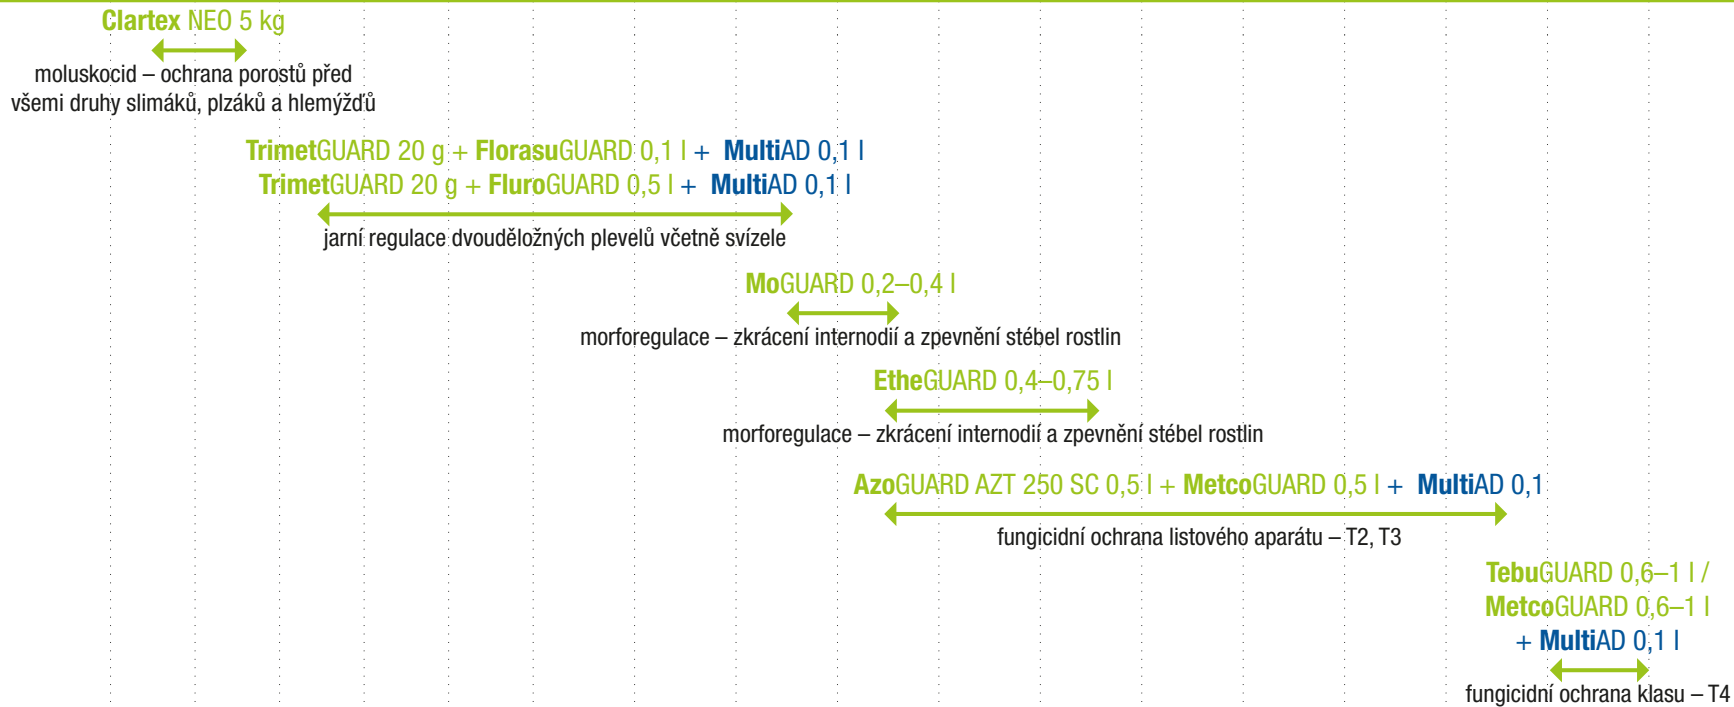 Clartex NEO 5 kg
moluskocid – ochrana porostů před
všemi druhy slimáků, plzáků a hlemýžďů
TrimetGUARD 20 g + FlorasuGUARD 0,1 l + MultiAD 0,1 l
TrimetGUARD 20 g + FluroGUARD 0,5 l + MultiAD 0,1 l
jarní regulace dvouděložných plevelů včetně svízele
MoGUARD 0,2–0,4 l
morforegulace – zkrácení internodií a zpevnění stébel rostlin
EtheGUARD 0,4–0,75 l
morforegulace – zkrácení internodií a zpevnění stébel rostlin
AzoGUARD AZT 250 SC 0,5 l + MetcoGUARD 0,5 l + MultiAD 0,1
fungicidní ochrana listového aparátu – T2, T3
TebuGUARD 0,6–1 l /
MetcoGUARD 0,6–1 l
+ MultiAD 0,1 l
fungicidní ochrana klasu – T4